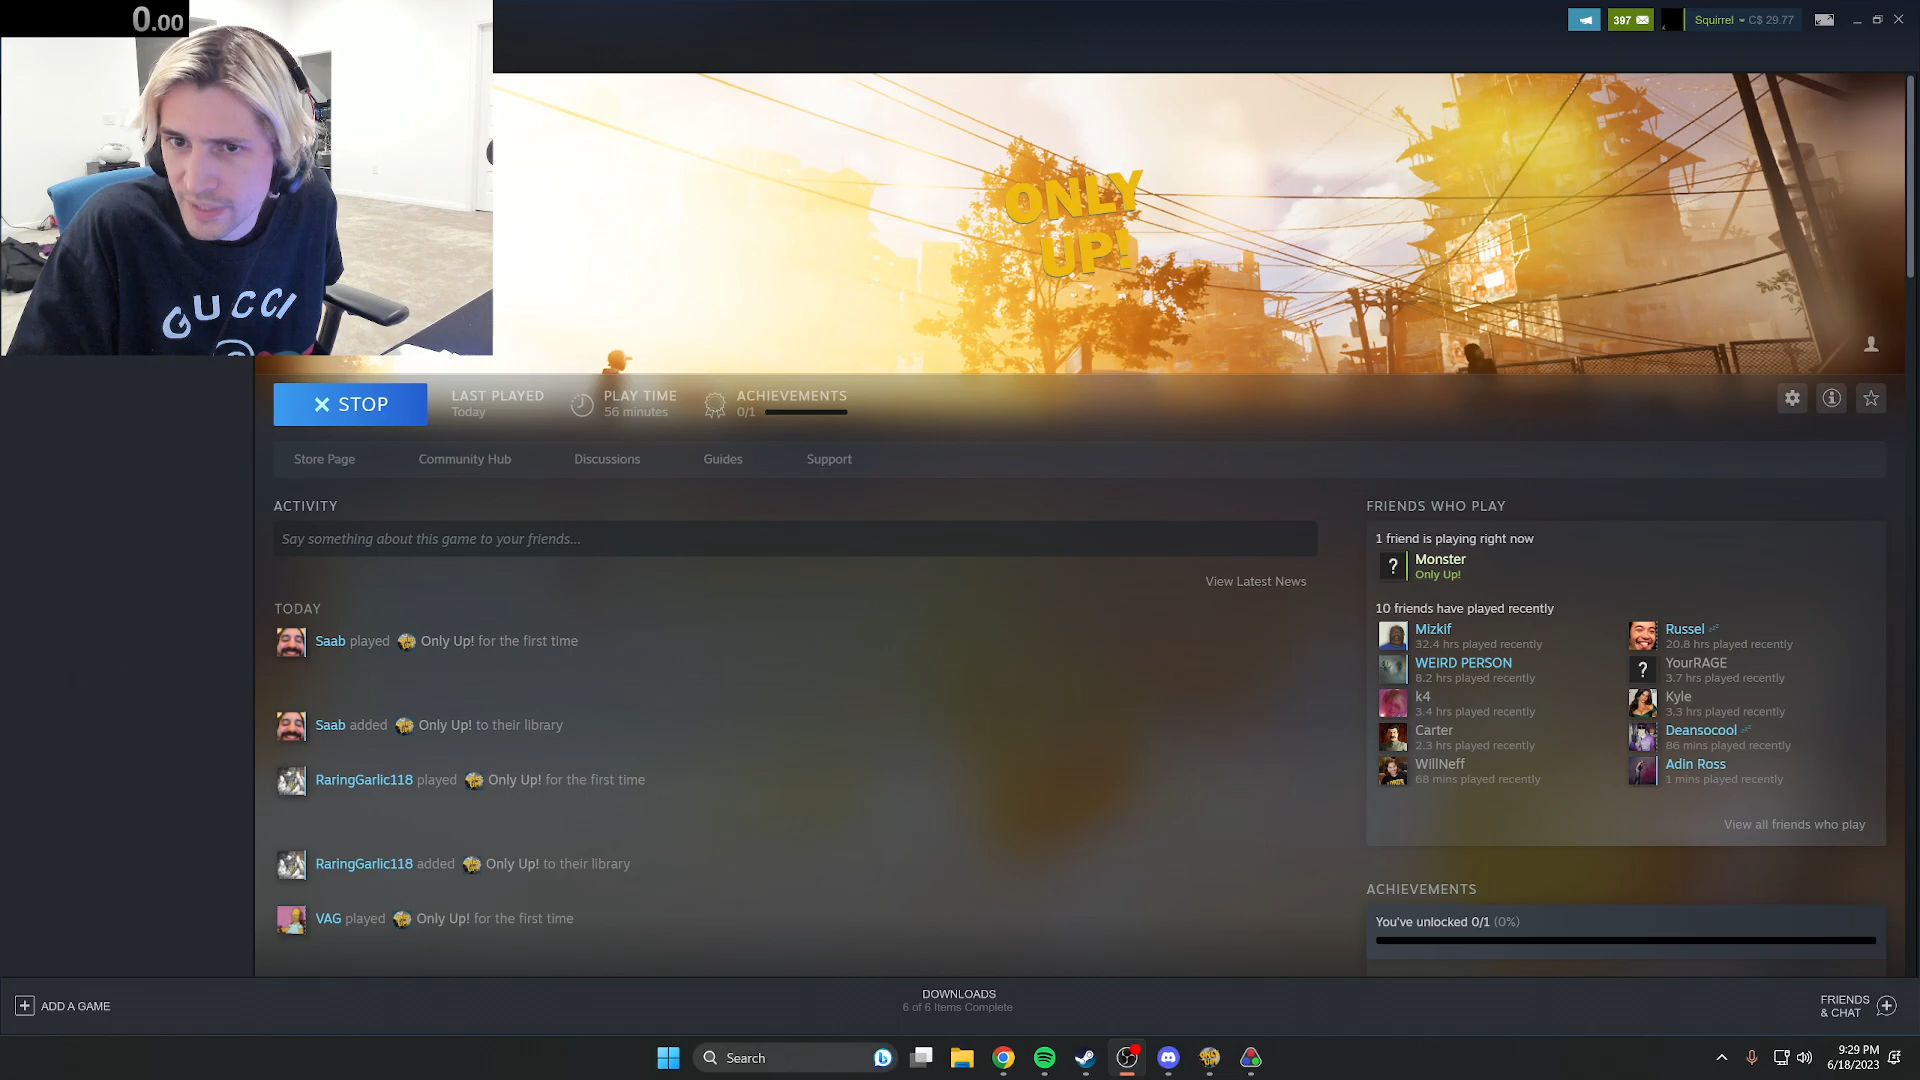 0.00
397
Squirrel
C$ 29.77
ONLY
UP!
GUCCI
STOP
LAST PLAYED
Today
PLAY TIME
56 minutes
ACHIEVEMENTS
0/1
Store Page
Community Hub
Discussions
Guides
Support
ACTIVITY
Say something about this game to your friends...
View Latest News
TODAY
Saab played Only Up! for the first time
Saab added Only Up! to their library
RaringGarlic118 played Only Up! for the first time
RaringGarlic118 added Only Up! to their library
VAG played Only Up! for the first time
FRIENDS WHO PLAY
1 friend is playing right now
?
Monster
Only Up!
10 friends have played recently
Mizkif
32.4 hrs played recently
Russel
20.8 hrs played recently
WEIRD PERSON
8.2 hrs played recently
?
YourRAGE
3.7 hrs played recently
k4
3.4 hrs played recently
Kyle
3.3 hrs played recently
Carter
2.3 hrs played recently
Deansocool
86 mins played recently
WillNeff
68 mins played recently
Adin Ross
1 mins played recently
View all friends who play
ACHIEVEMENTS
You've unlocked 0/1 (0%)
ADD A GAME
DOWNLOADS
6 of 6 Items Complete
FRIENDS
& CHAT
Search
9:29 PM
6/18/2023